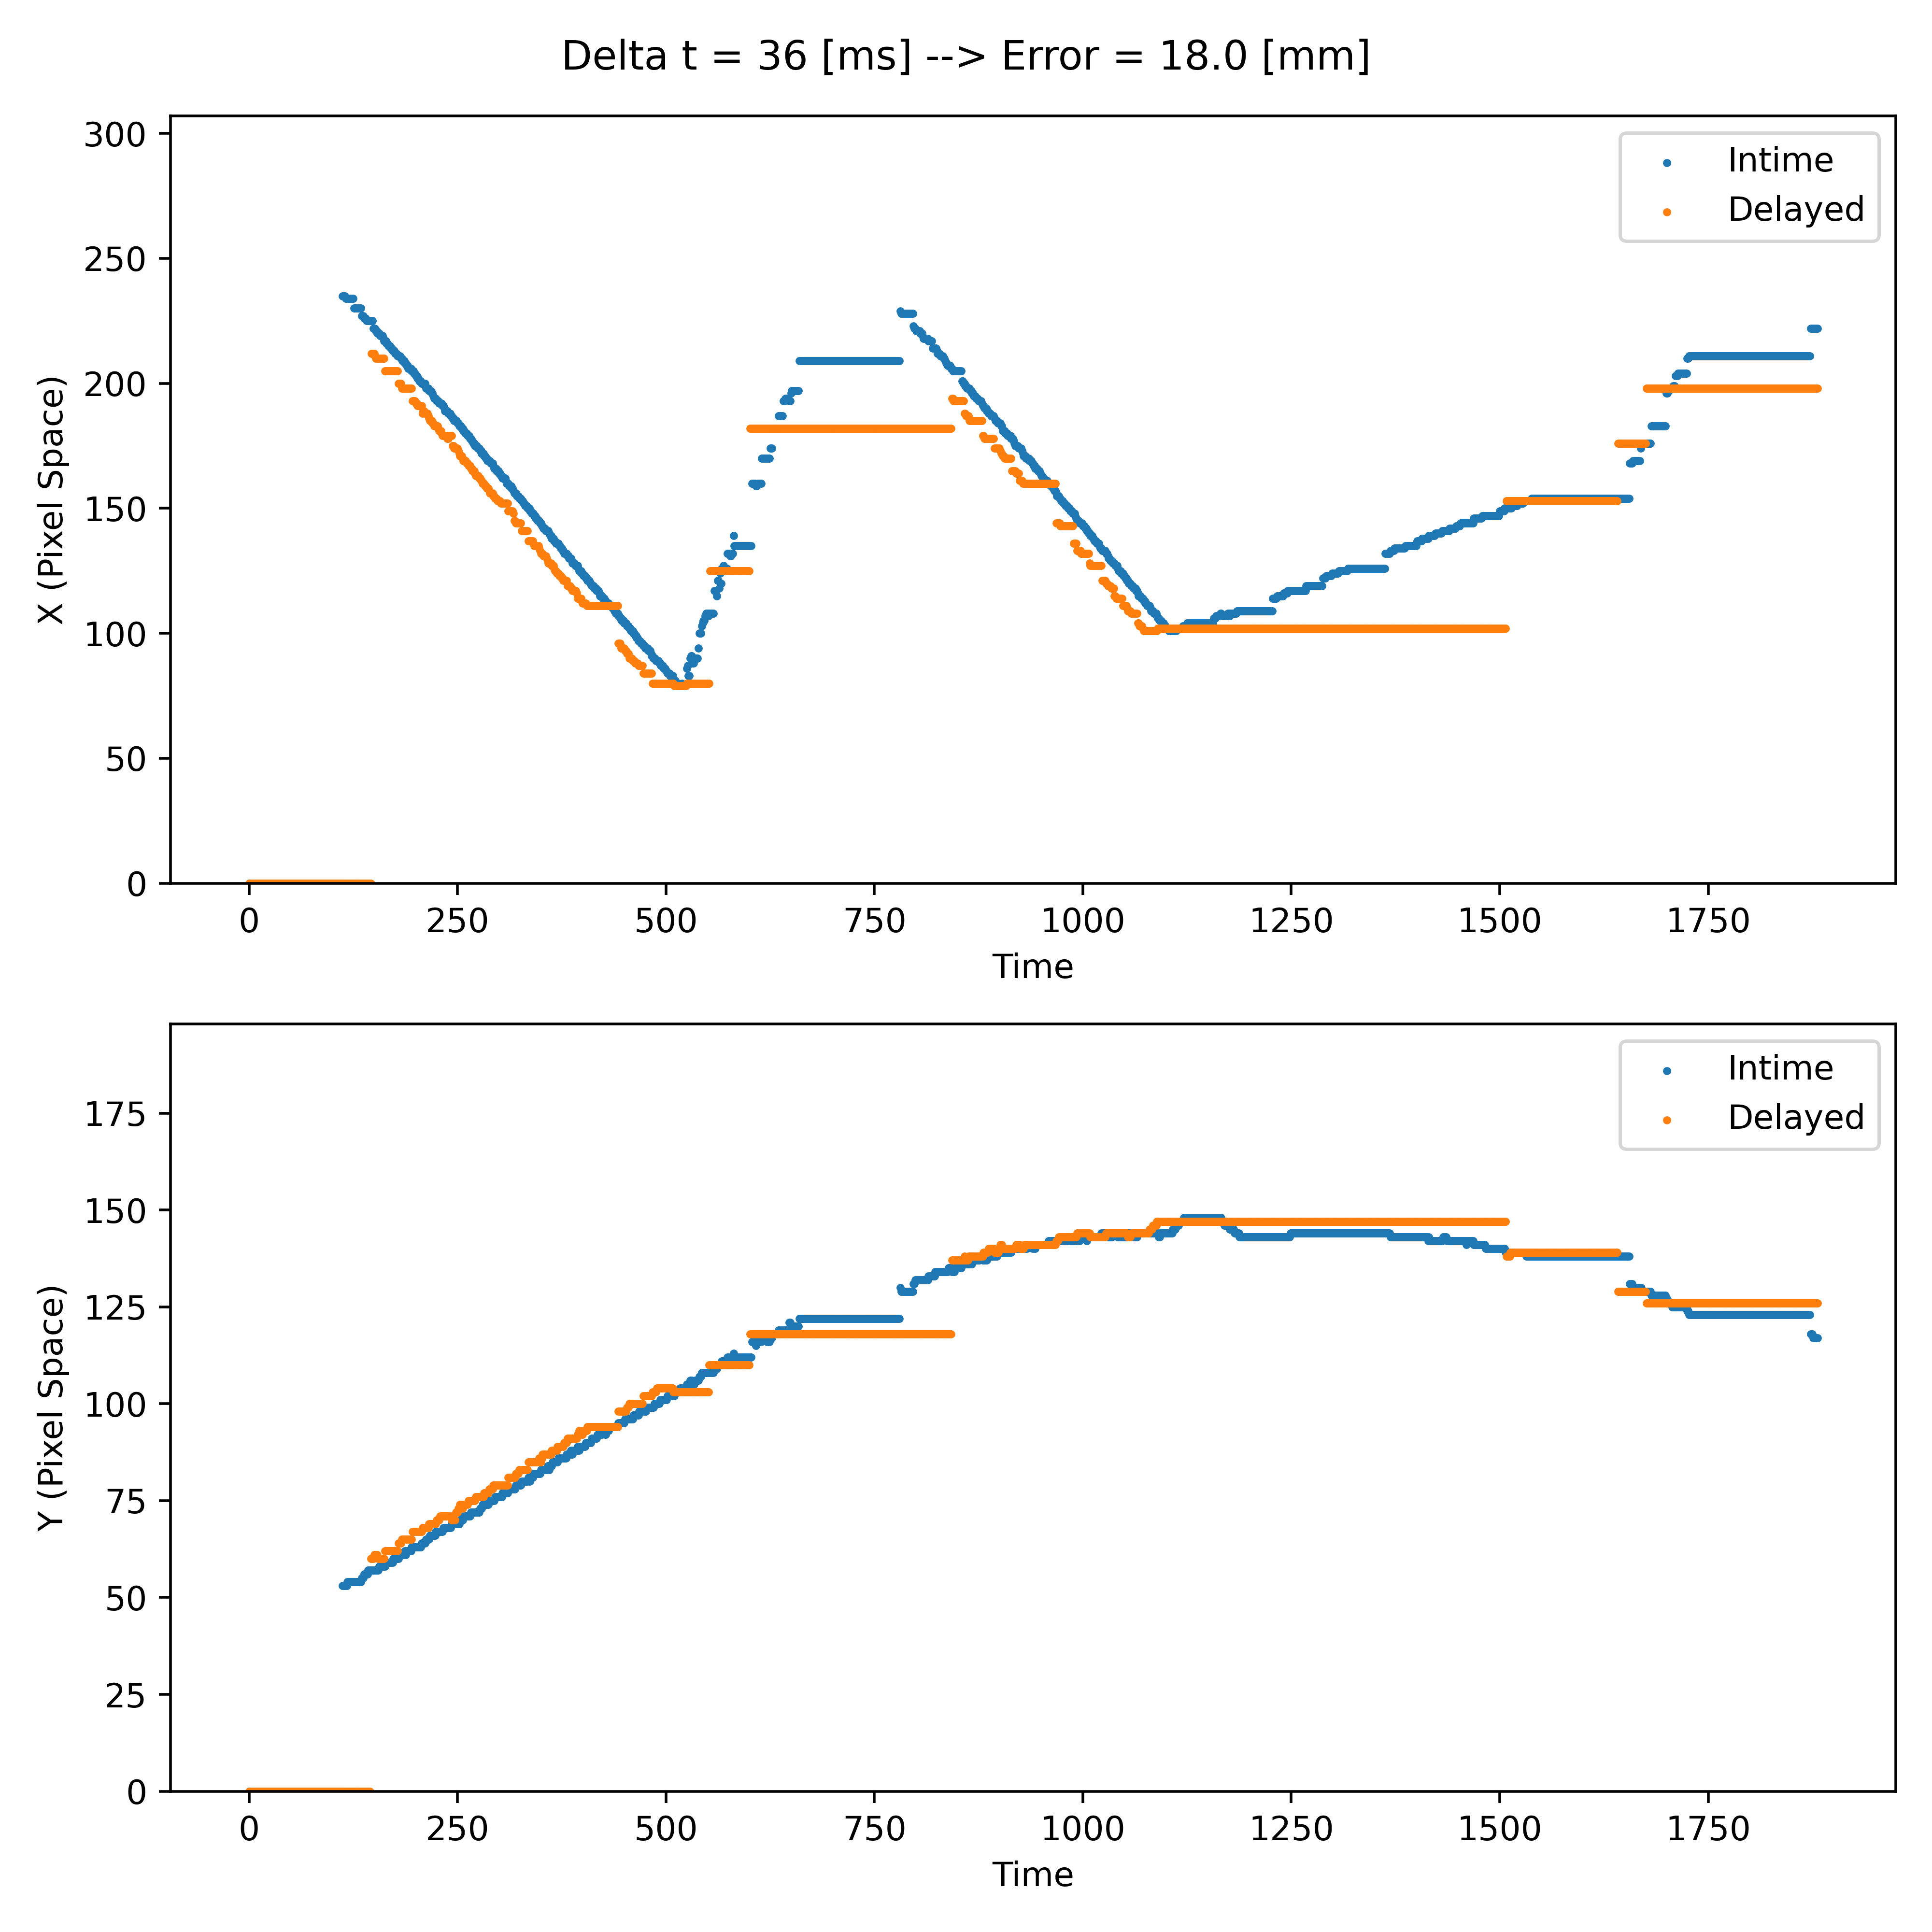 Delta t = 36 [ms] --> Error = 18.0 [mm]
300
250
200
150
100
50
0
X (Pixel Space)
Intime
Delayed
0 250 500 750 1000 1250 1500 1750
Time
175
150
125
100
75
50
25
0
Y (Pixel Space)
Intime
Delayed
0 250 500 750 1000 1250 1500 1750
Time